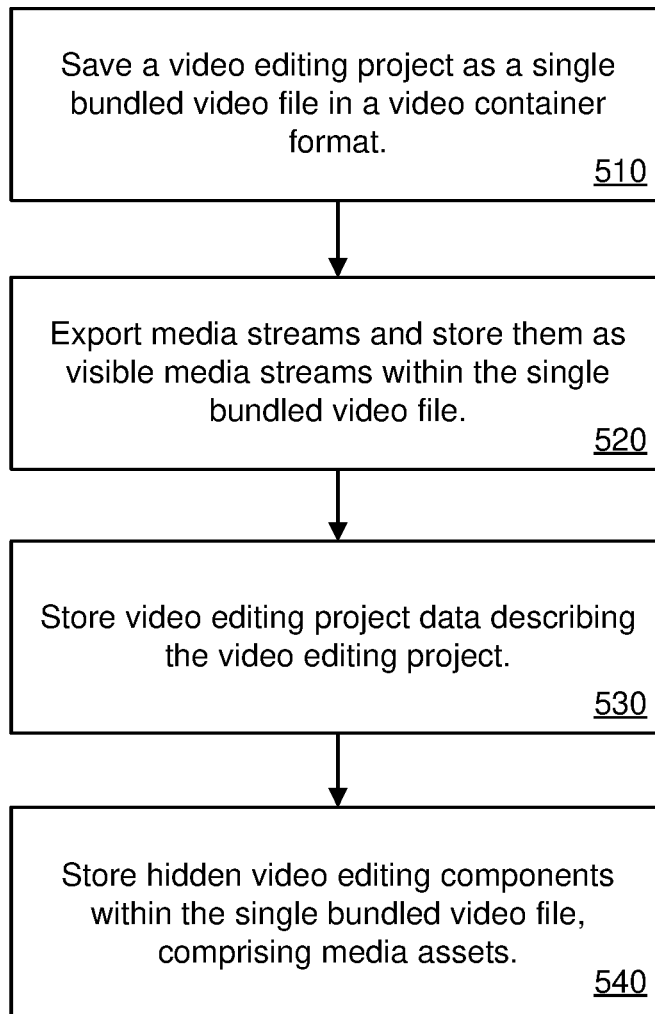 Save a video editing project as a single
bundled video file in a video container
format.
510
Export media streams and store them as
visible media streams within the single
bundled video file.
520
Store video editing project data describing
the video editing project.
530
Store hidden video editing components
within the single bundled video file,
comprising media assets.
540